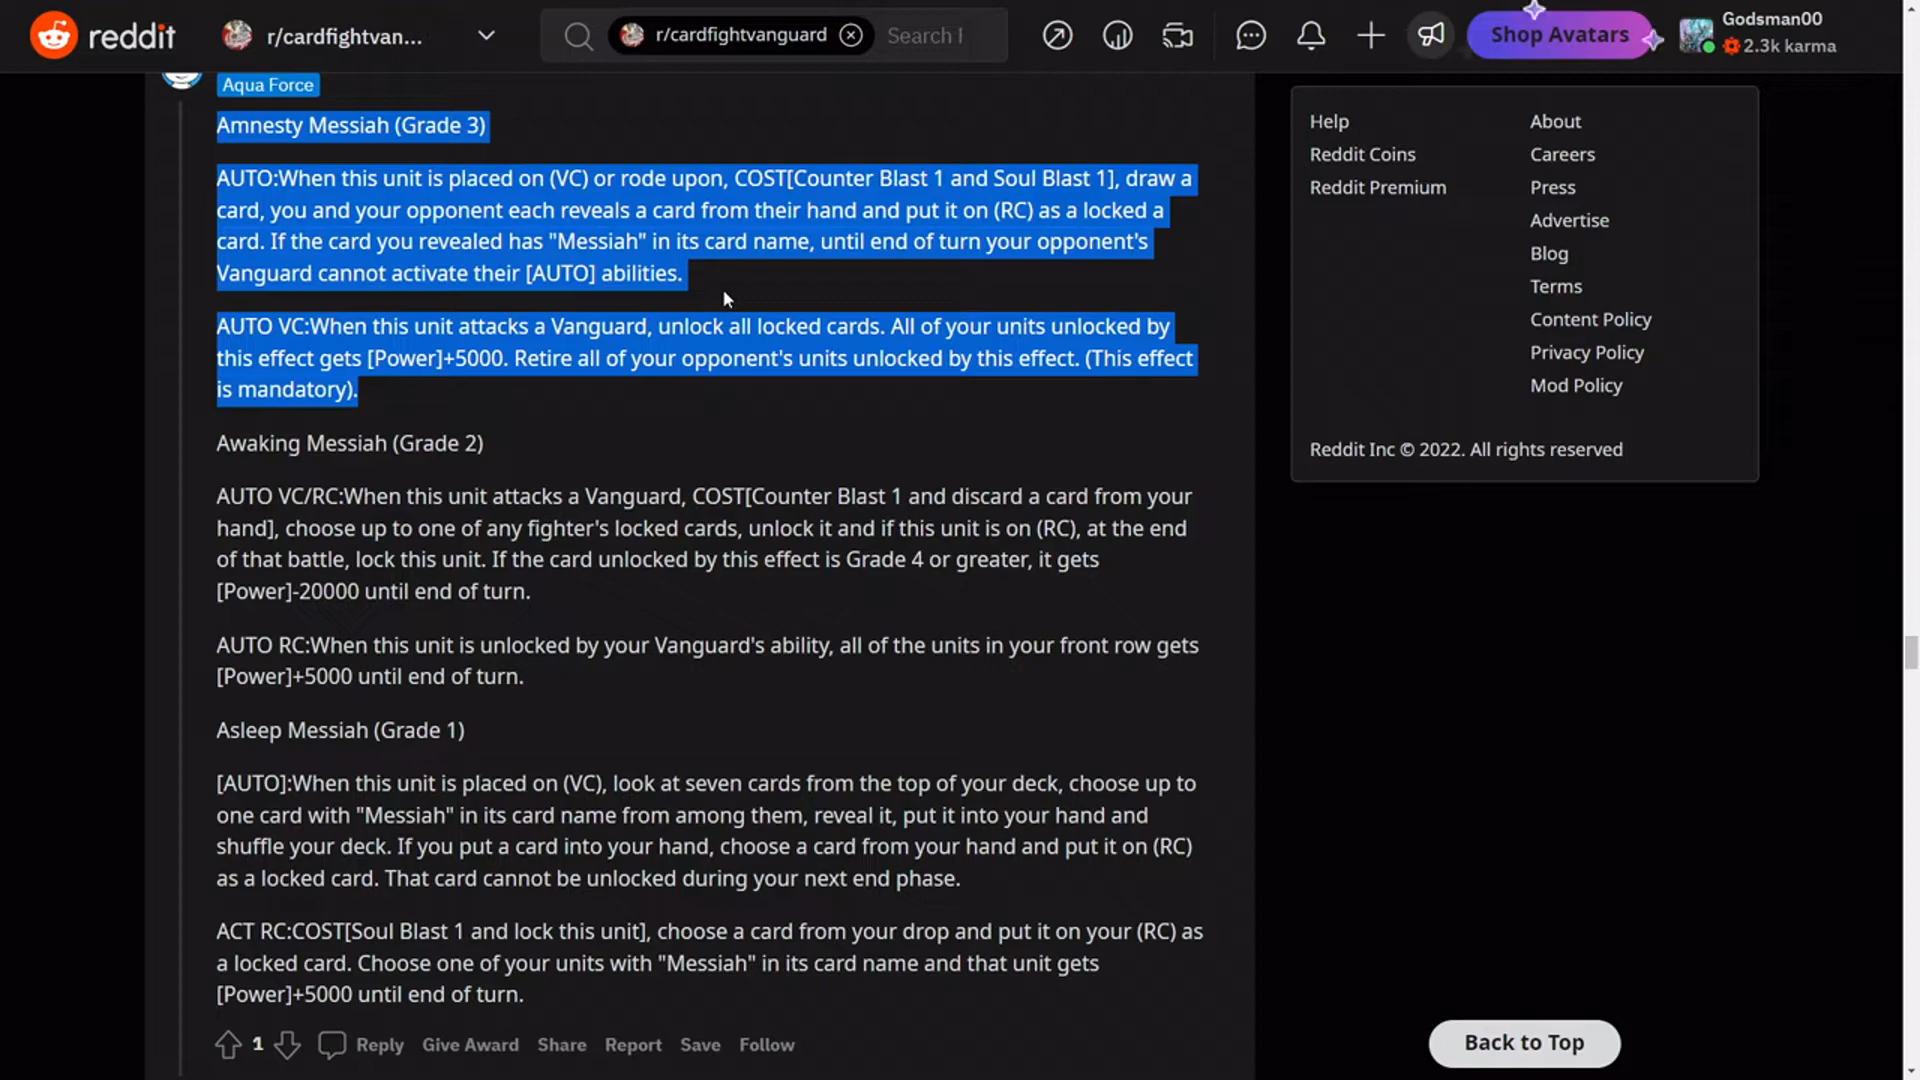 reddit
r/cardfightvan...
r/cardfightvanguard
Search
Shop Avatars
Godsman00
2.3k karma
Aqua Force
Amnesty Messiah (Grade 3)
AUTO:When this unit is placed on (VC) or rode upon, COST[Counter Blast 1 and Soul Blast 1], draw a
card, you and your opponent each reveals a card from their hand and put it on (RC) as a locked a
card. If the card you revealed has "Messiah" in its card name, until end of turn your opponent's
Vanguard cannot activate their [AUTO] abilities.
AUTO VC:When this unit attacks a Vanguard, unlock all locked cards. All of your units unlocked by
this effect gets [Power]+5000. Retire all of your opponent's units unlocked by this effect. (This effect
is mandatory).
Awaking Messiah (Grade 2)
AUTO VC/RC:When this unit attacks a Vanguard, COST[Counter Blast 1 and discard a card from your
hand], choose up to one of any fighter's locked cards, unlock it and if this unit is on (RC), at the end
of that battle, lock this unit. If the card unlocked by this effect is Grade 4 or greater, it gets
[Power]-20000 until end of turn.
AUTO RC:When this unit is unlocked by your Vanguard's ability, all of the units in your front row gets
[Power]+5000 until end of turn.
Asleep Messiah (Grade 1)
[AUTO]:When this unit is placed on (VC), look at seven cards from the top of your deck, choose up to
one card with "Messiah" in its card name from among them, reveal it, put it into your hand and
shuffle your deck. If you put a card into your hand, choose a card from your hand and put it on (RC)
as a locked card. That card cannot be unlocked during your next end phase.
ACT RC:COST[Soul Blast 1 and lock this unit], choose a card from your drop and put it on your (RC) as
a locked card. Choose one of your units with "Messiah" in its card name and that unit gets
[Power]+5000 until end of turn.
1
Reply
Give Award
Share
Report
Save
Follow
Help
Reddit Coins
Reddit Premium
About
Careers
Press
Advertise
Blog
Terms
Content Policy
Privacy Policy
Mod Policy
Reddit Inc © 2022. All rights reserved
Back to Top